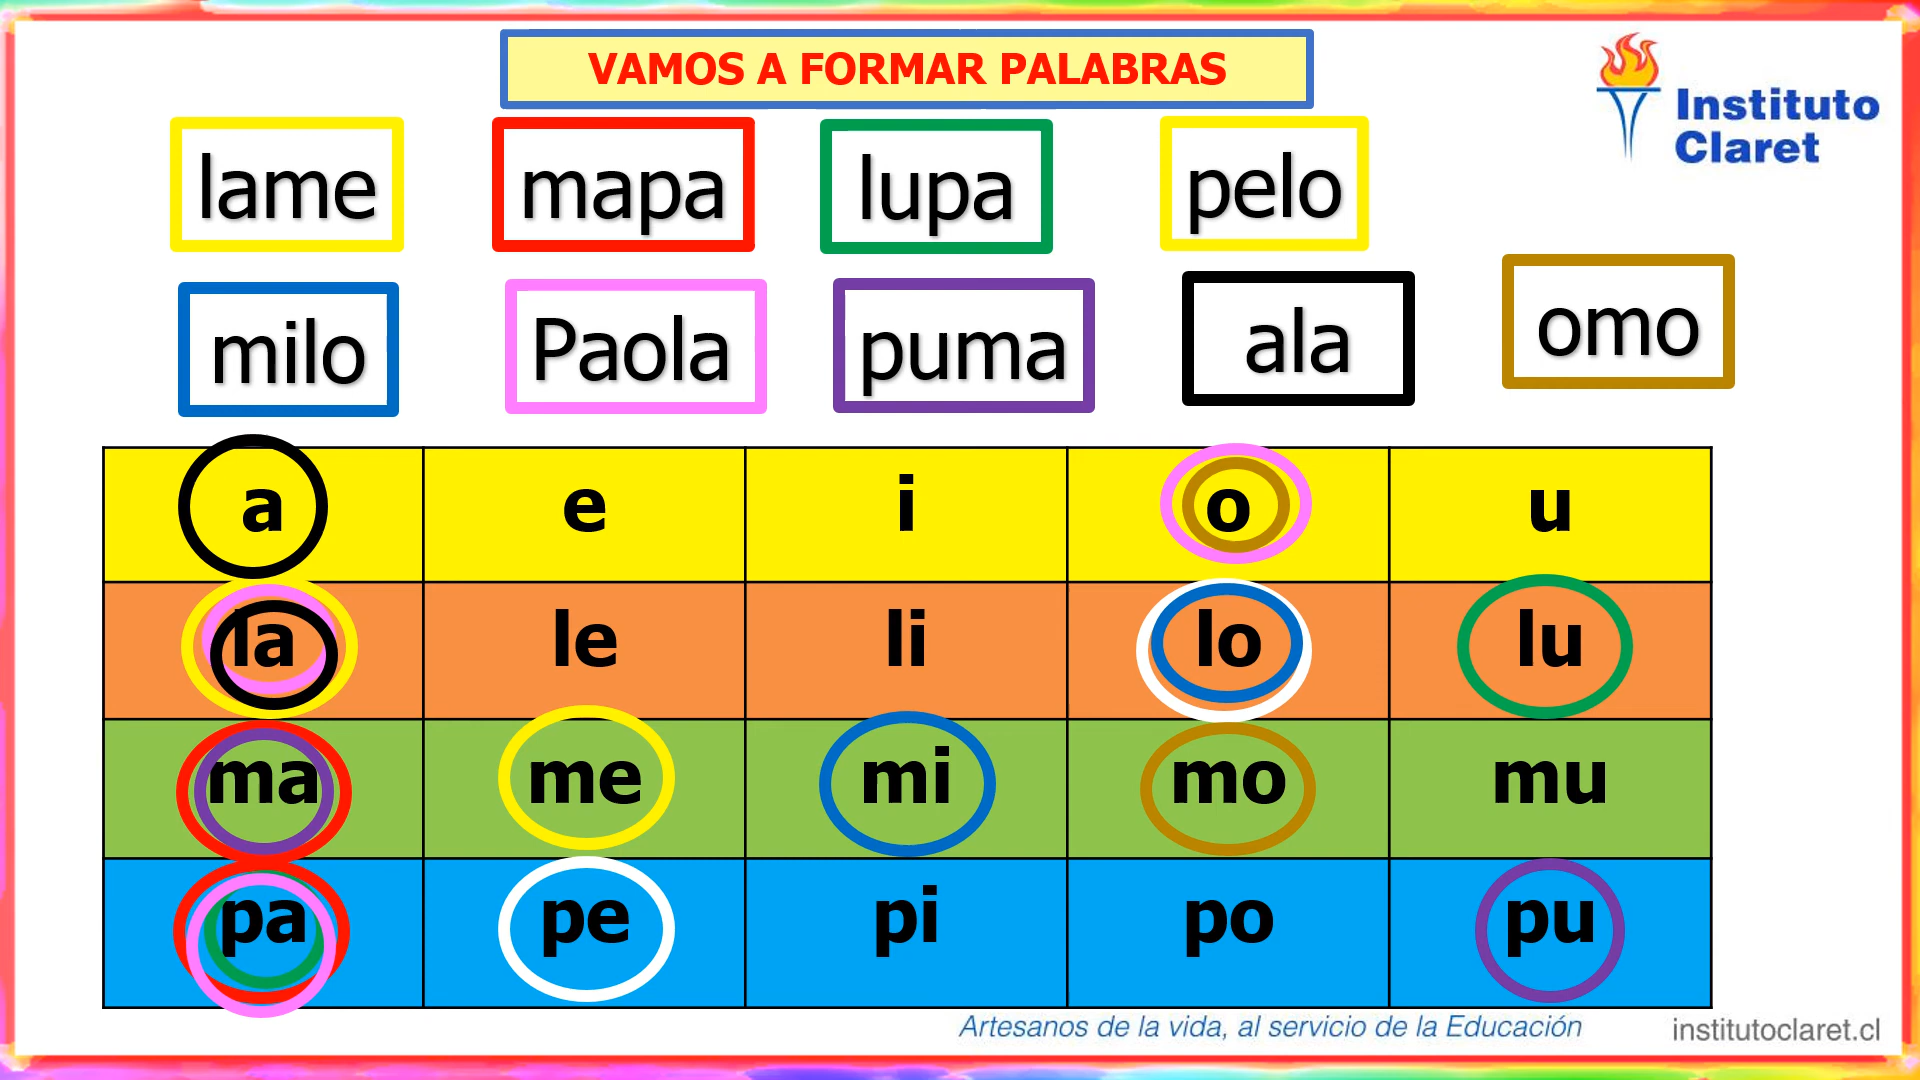 VAMOS A FORMAR PALABRAS
Instituto
Claret
lame mapa lupa pelo
milo Paola puma ala omo
a e i o u
la le li lo lu
ma me mi mo mu
pa pe pi po pu
Artesanos de la vida, al servicio de la Educación institutoclaret.cl